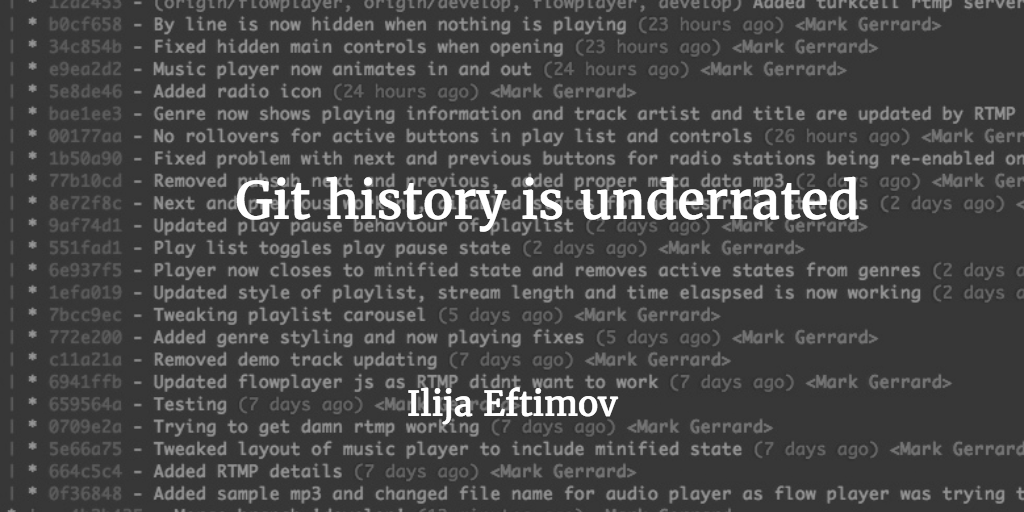 * 12d2455 - (origin/flowplayer, origin/develop, flowplayer, develop) Added turkcell rtmp server
| * b0cf658 - By line is now hidden when nothing is playing (23 hours ago) <Mark Gerrard>
| * 34c854b - Fixed hidden main controls when opening (23 hours ago) <Mark Gerrard>
| * e9ea2d2 - Music player now animates in and out (24 hours ago) <Mark Gerrard>
| * 5e8de46 - Added radio icon (24 hours ago) <Mark Gerrard>
| * bae1ee3 - Genre now shows playing information and track artist and title are updated by RTMP
| * 00177aa - No rollovers for active buttons in play list and controls (26 hours ago) <Mark Gerr
| * 1b50a90 - Fixed problem with next and previous buttons for radio stations being re-enabled on
| * 77b10cd - Removed next and previous, added proper meta data mp3 (2 days ago) <Mark Gerrard>
Git history is underrated
| * 8e72f8c - Next and (2 days ago) <
| * 9af74d1 - Updated play pause behaviour of playlist (2 days ago) <Mark Gerrard>
| * 551fad1 - Play list toggles play pause state (2 days ago) <Mark Gerrard>
| * 6e937f5 - Player now closes to minified state and removes active states from genres (2 days a
| * 1efa019 - Updated style of playlist, stream length and time elaspsed is now working (2 days a
| * 7bcc9ec - Tweaking playlist carousel (5 days ago) <Mark Gerrard>
| * 772e200 - Added genre styling and now playing fixes (5 days ago) <Mark Gerrard>
| * c11a21a - Removed demo track updating (7 days ago) <Mark Gerrard>
| * 6941ffb - Updated flowplayer js as RTMP didnt want to work (7 days ago) <Mark Gerrard>
| * 659564a - Testing (7 days ago) <Mark Gerrard>
Ilija Eftimov
| * 0709e2a - Trying to get damn rtmp working (7 days ago) <Mark Gerrard>
| * 5e66a75 - Tweaked layout of music player to include minified state (7 days ago) <Mark Gerrard
| * 664c5c4 - Added RTMP details (7 days ago) <Mark Gerrard>
| * 0f36848 - Added sample mp3 and changed file name for audio player as flow player was trying t